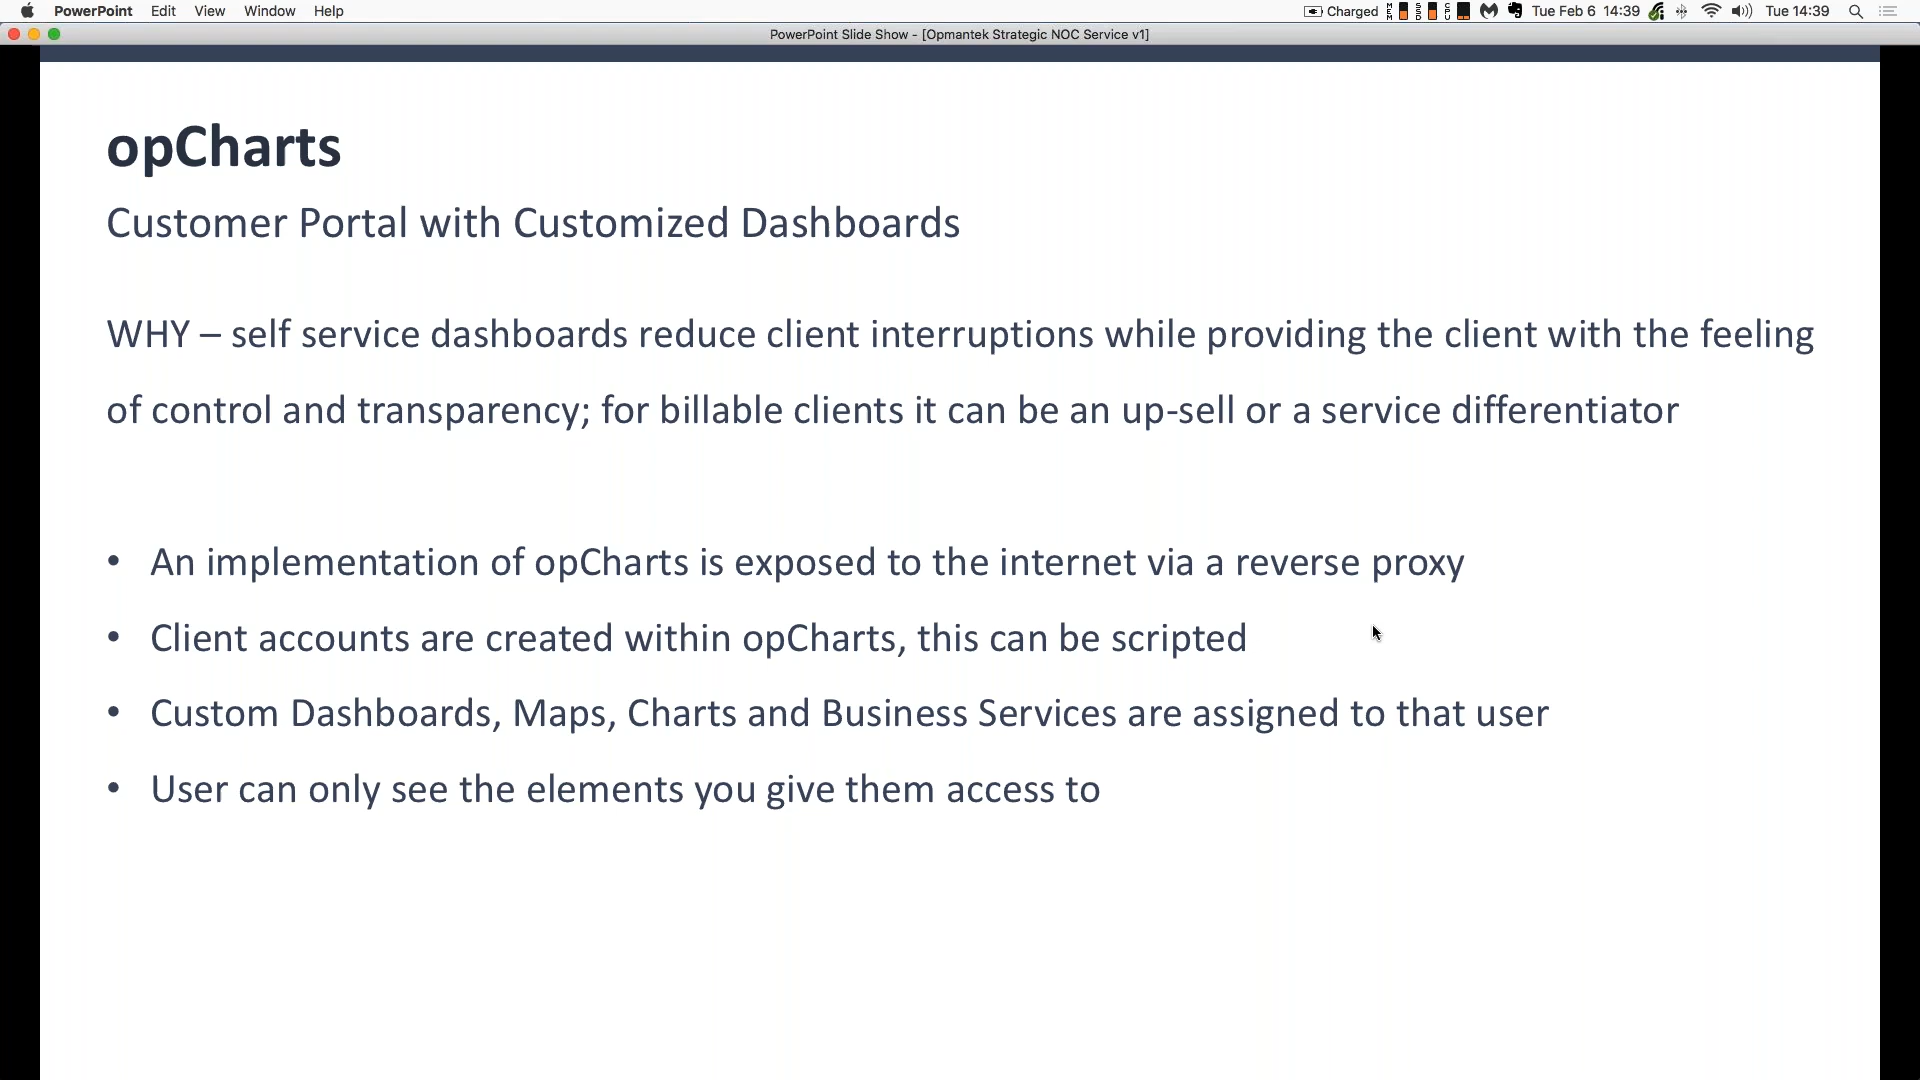 PowerPoint Edit View Window Help Charged MEM SSD CPU Tue Feb 6 14:39 Tue 14:39
PowerPoint Slide Show - [Opmantek Strategic NOC Service v1]
opCharts
Customer Portal with Customized Dashboards
WHY – self service dashboards reduce client interruptions while providing the client with the feeling
of control and transparency; for billable clients it can be an up-sell or a service differentiator
• An implementation of opCharts is exposed to the internet via a reverse proxy
• Client accounts are created within opCharts, this can be scripted
• Custom Dashboards, Maps, Charts and Business Services are assigned to that user
• User can only see the elements you give them access to